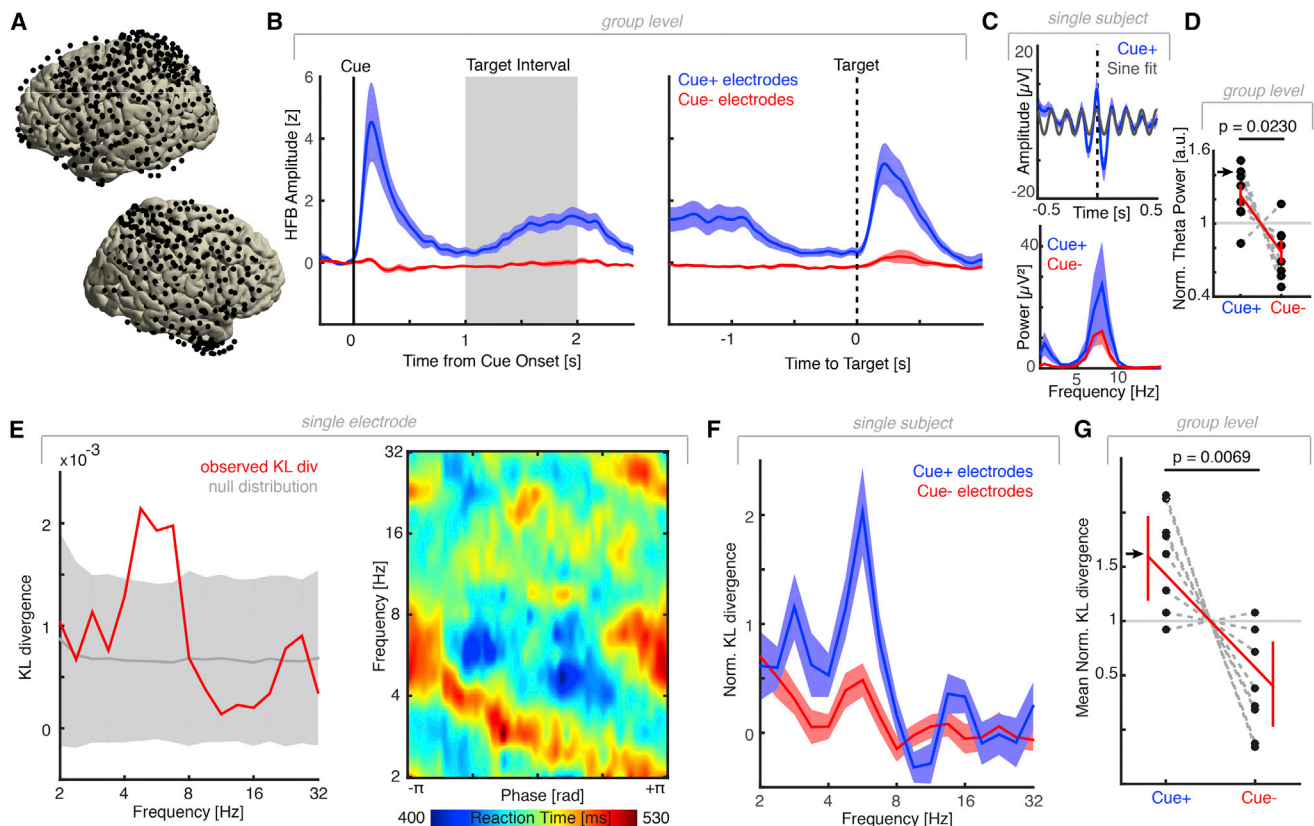 A
B
group level
Cue
Target Interval
Cue+ electrodes
Cue- electrodes
Target
HFB Amplitude [z]
6
4
2
0
0
1
2
Time from Cue Onset [s]
-1
0
Time to Target [s]
C
single subject
Cue+
Sine fit
Amplitude [µV]
20
-20
-0.5
Time [s]
0.5
Cue+
Cue-
Power [µV²]
40
0
5
10
Frequency [Hz]
D
group level
p = 0.0230
Norm. Theta Power [a.u.]
1.6
1
0.4
Cue+
Cue-
E
single electrode
x10⁻³
observed KL div
null distribution
KL divergence
2
1
0
2
4
8
16
32
Frequency [Hz]
Frequency [Hz]
32
16
8
4
2
-π
Phase [rad]
+π
400
Reaction Time [ms]
530
F
single subject
Cue+ electrodes
Cue- electrodes
Norm. KL divergence
2
1
0
2
4
8
16
32
Frequency [Hz]
G
group level
p = 0.0069
Mean Norm. KL divergence
1.5
1
0.5
Cue+
Cue-